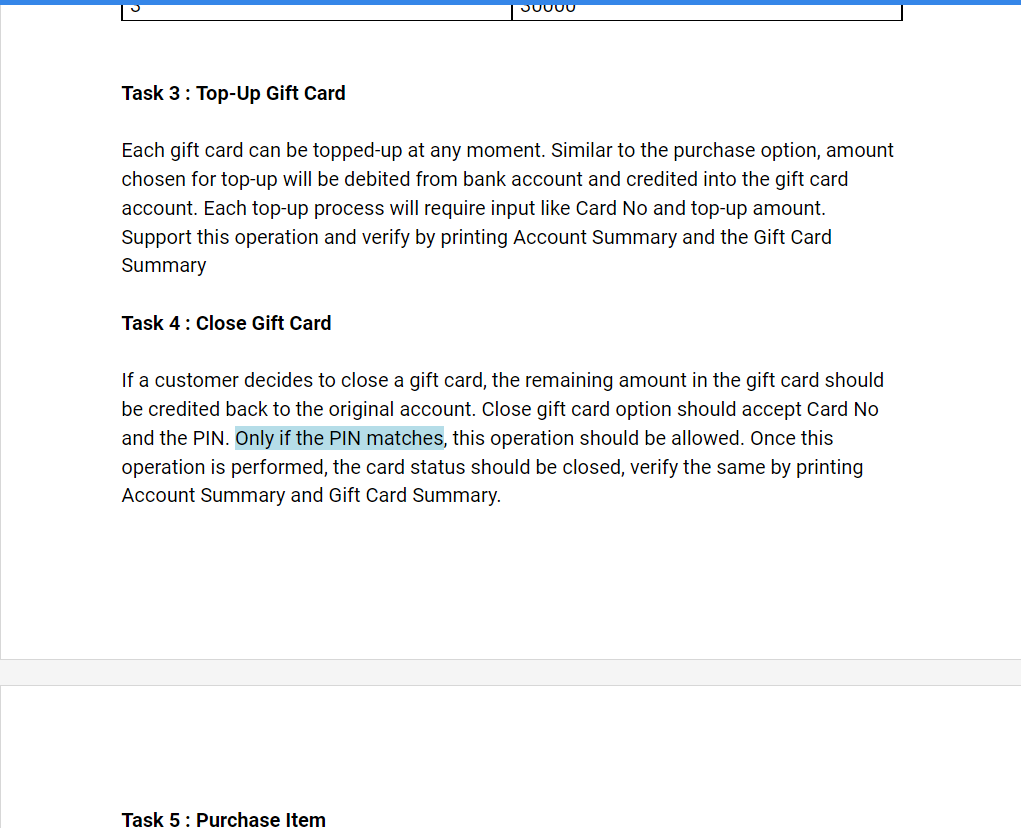 3 30000
Task 3 : Top-Up Gift Card
Each gift card can be topped-up at any moment. Similar to the purchase option, amount
chosen for top-up will be debited from bank account and credited into the gift card
account. Each top-up process will require input like Card No and top-up amount.
Support this operation and verify by printing Account Summary and the Gift Card
Summary
Task 4 : Close Gift Card
If a customer decides to close a gift card, the remaining amount in the gift card should
be credited back to the original account. Close gift card option should accept Card No
and the PIN. Only if the PIN matches, this operation should be allowed. Once this
operation is performed, the card status should be closed, verify the same by printing
Account Summary and Gift Card Summary.
Task 5 : Purchase Item